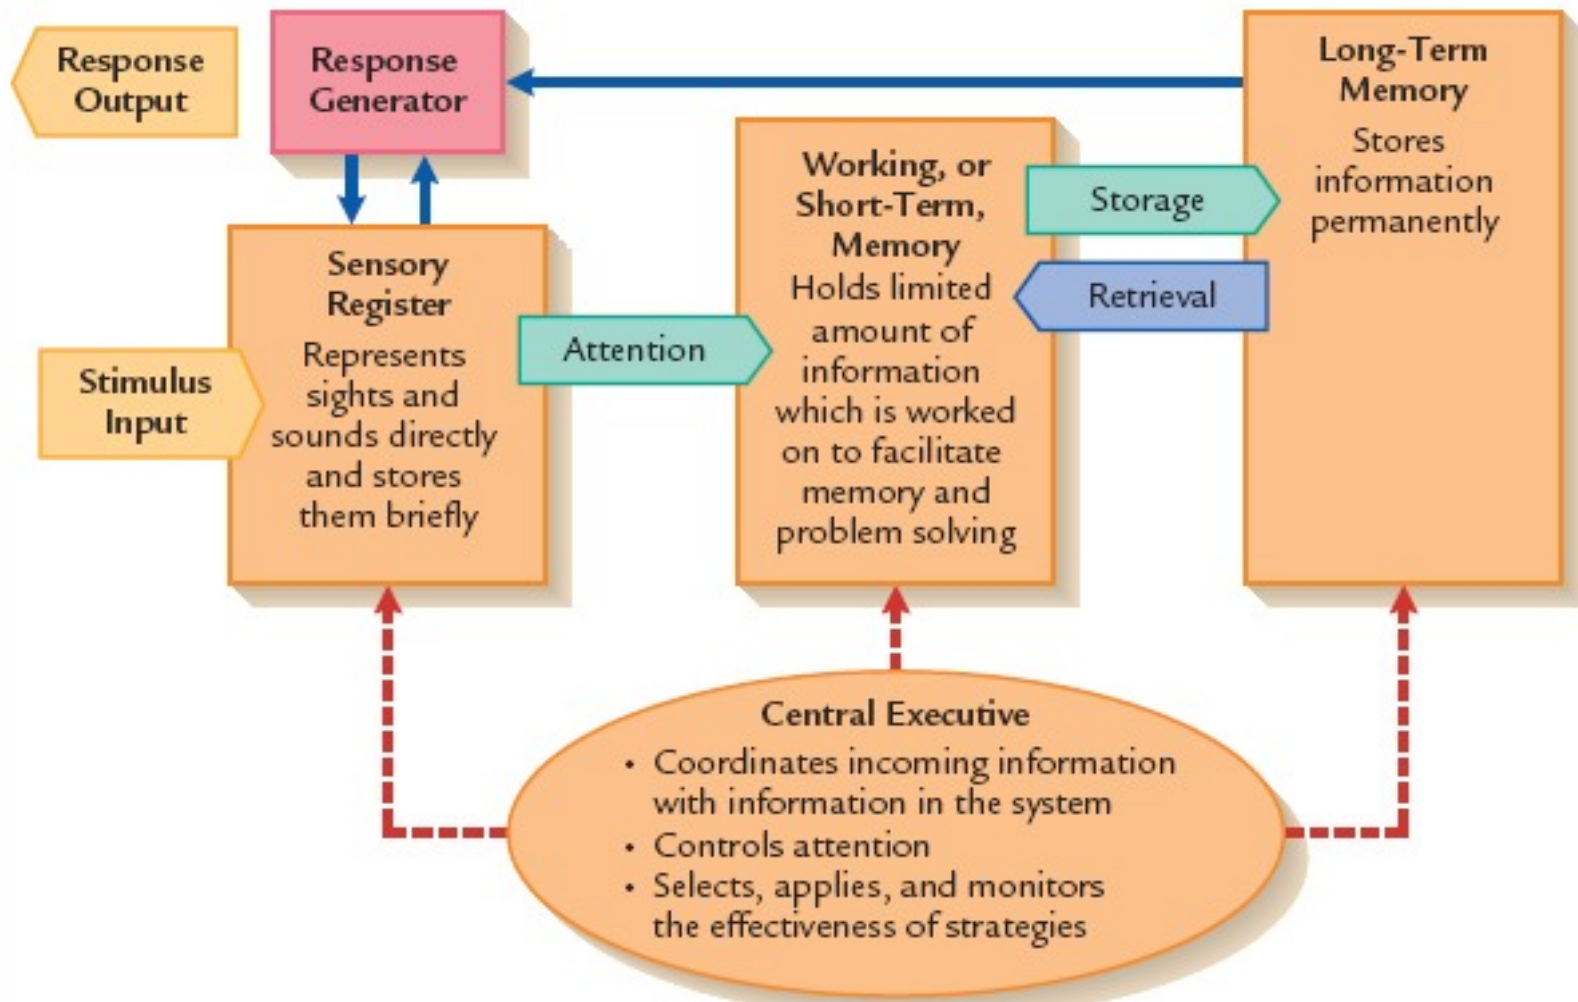 Response
Output
Response
Generator
Long-Term
Memory
Stores
information
permanently
Working, or
Short-Term,
Memory
Holds limited
amount of
information
which is worked
on to facilitate
memory and
problem solving
Storage
Retrieval
Sensory
Register
Represents
sights and
sounds directly
and stores
them briefly
Attention
Stimulus
Input
Central Executive
• Coordinates incoming information
with information in the system
• Controls attention
• Selects, applies, and monitors
the effectiveness of strategies